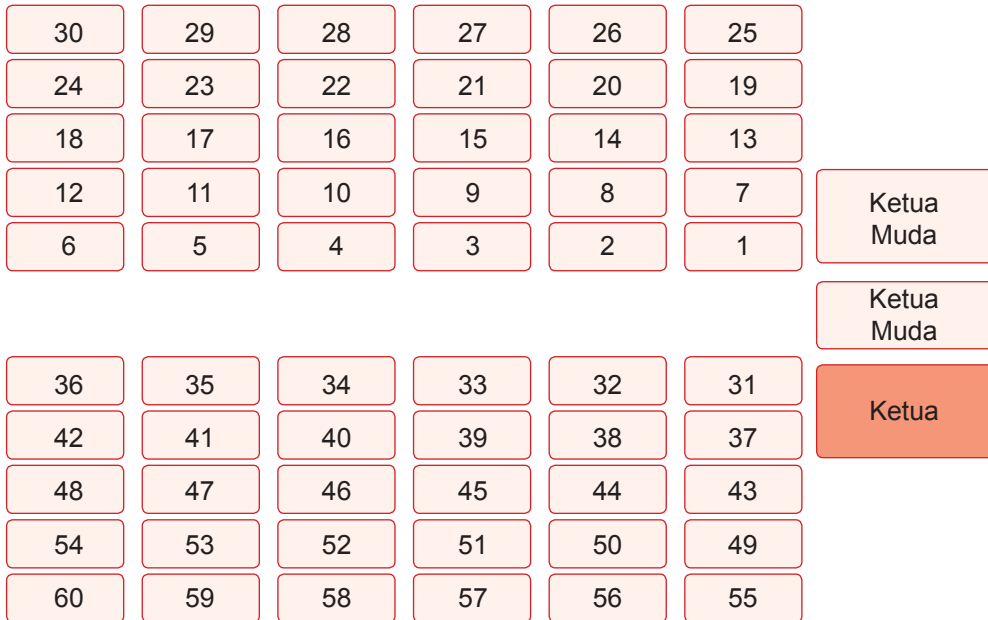 30 29 28 27 26 25
24 23 22 21 20 19
18 17 16 15 14 13
12 11 10 9 8 7
6 5 4 3 2 1
Ketua
Muda
Ketua
Muda
36 35 34 33 32 31
Ketua
42 41 40 39 38 37
48 47 46 45 44 43
54 53 52 51 50 49
60 59 58 57 56 55